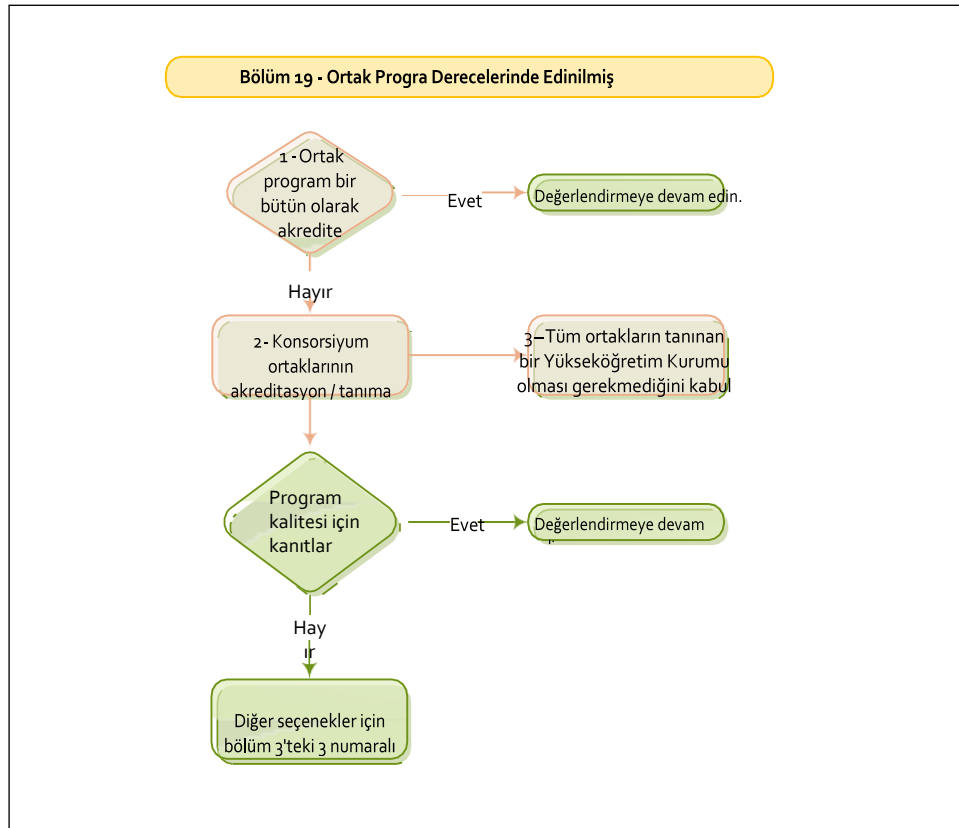 Bölüm 19 - Ortak Progra Derecelerinde Edinilmiş
1 - Ortak
program bir
bütün olarak
akredite
Evet
Değerlendirmeye devam edin.
Hayır
2- Konsorsiyum
ortaklarının
akreditasyon / tanıma
3– Tüm ortakların tanınan
bir Yükseköğretim Kurumu
olması gerekmediğini kabul
Program
kalitesi için
kanıtlar
Evet
Değerlendirmeye devam
Hay
ır
Diğer seçenekler için
bölüm 3'teki 3 numaralı